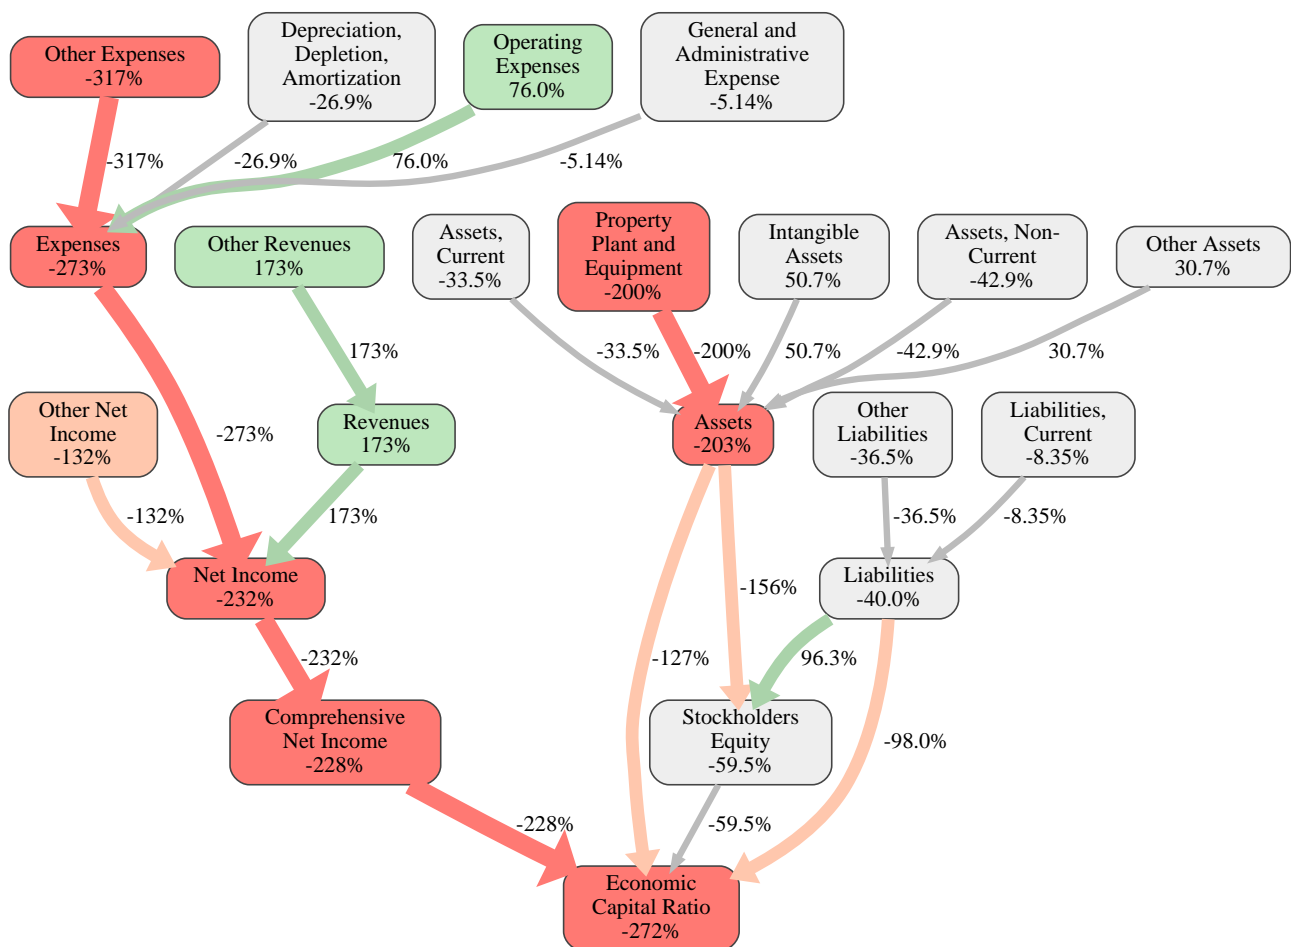 Other Expenses
-317%
Depreciation,
Depletion,
Amortization
-26.9%
Operating
Expenses
76.0%
General and
Administrative
Expense
-5.14%
-317%
-26.9%
76.0%
-5.14%
Expenses
-273%
Other Revenues
173%
Assets,
Current
-33.5%
Property
Plant and
Equipment
-200%
Intangible
Assets
50.7%
Assets, Non-
Current
-42.9%
Other Assets
30.7%
173%
-33.5%
-200%
50.7%
-42.9%
30.7%
Other Net
Income
-132%
-273%
Revenues
173%
Assets
-203%
Other
Liabilities
-36.5%
Liabilities,
Current
-8.35%
-132%
173%
-36.5%
-8.35%
Net Income
-232%
-156%
Liabilities
-40.0%
-232%
-127%
96.3%
Comprehensive
Net Income
-228%
Stockholders
Equity
-59.5%
-98.0%
-228%
-59.5%
Economic
Capital Ratio
-272%